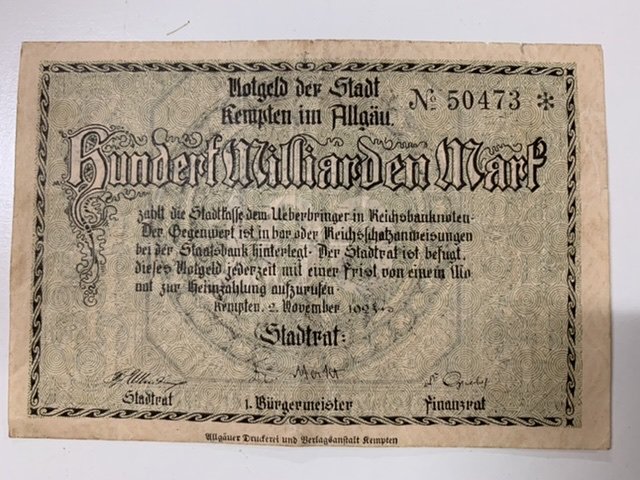 Notgeld der Stadt
Kempten im Allgäu.
No. 50473 *
Hundert Milliarden Mark
zahlt die Stadtkasse dem Ueberbringer in Reichsbanknoten.
Der Gegenwert ist in bar oder Reichsschatzanweisungen
bei der Staatsbank hinterlegt. Der Stadtrat ist befugt,
dieses Notgeld jederzeit mit einer Frist von einem Mo
nat zur Heimzahlung aufzurufen.
Kempten, 2. November 1923.
Stadtrat:
Stadtrat
1. Bürgermeister
Finanzrat
Allgäuer Druckerei und Verlagsanstalt Kempten